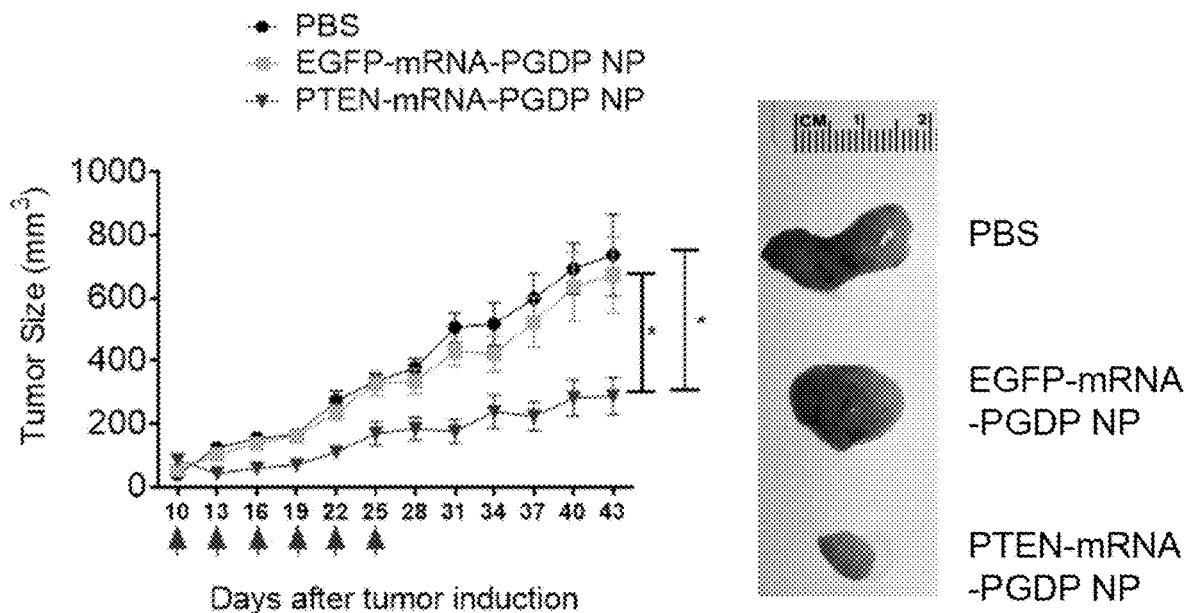 PBS
EGFP-mRNA-PGDP NP
PTEN-mRNA-PGDP NP
Tumor Size (mm³)
1000
800
600
400
200
0
10 13 16 19 22 25 28 31 34 37 40 43
Days after tumor induction
*
*
CM 1 2
PBS
EGFP-mRNA
-PGDP NP
PTEN-mRNA
-PGDP NP